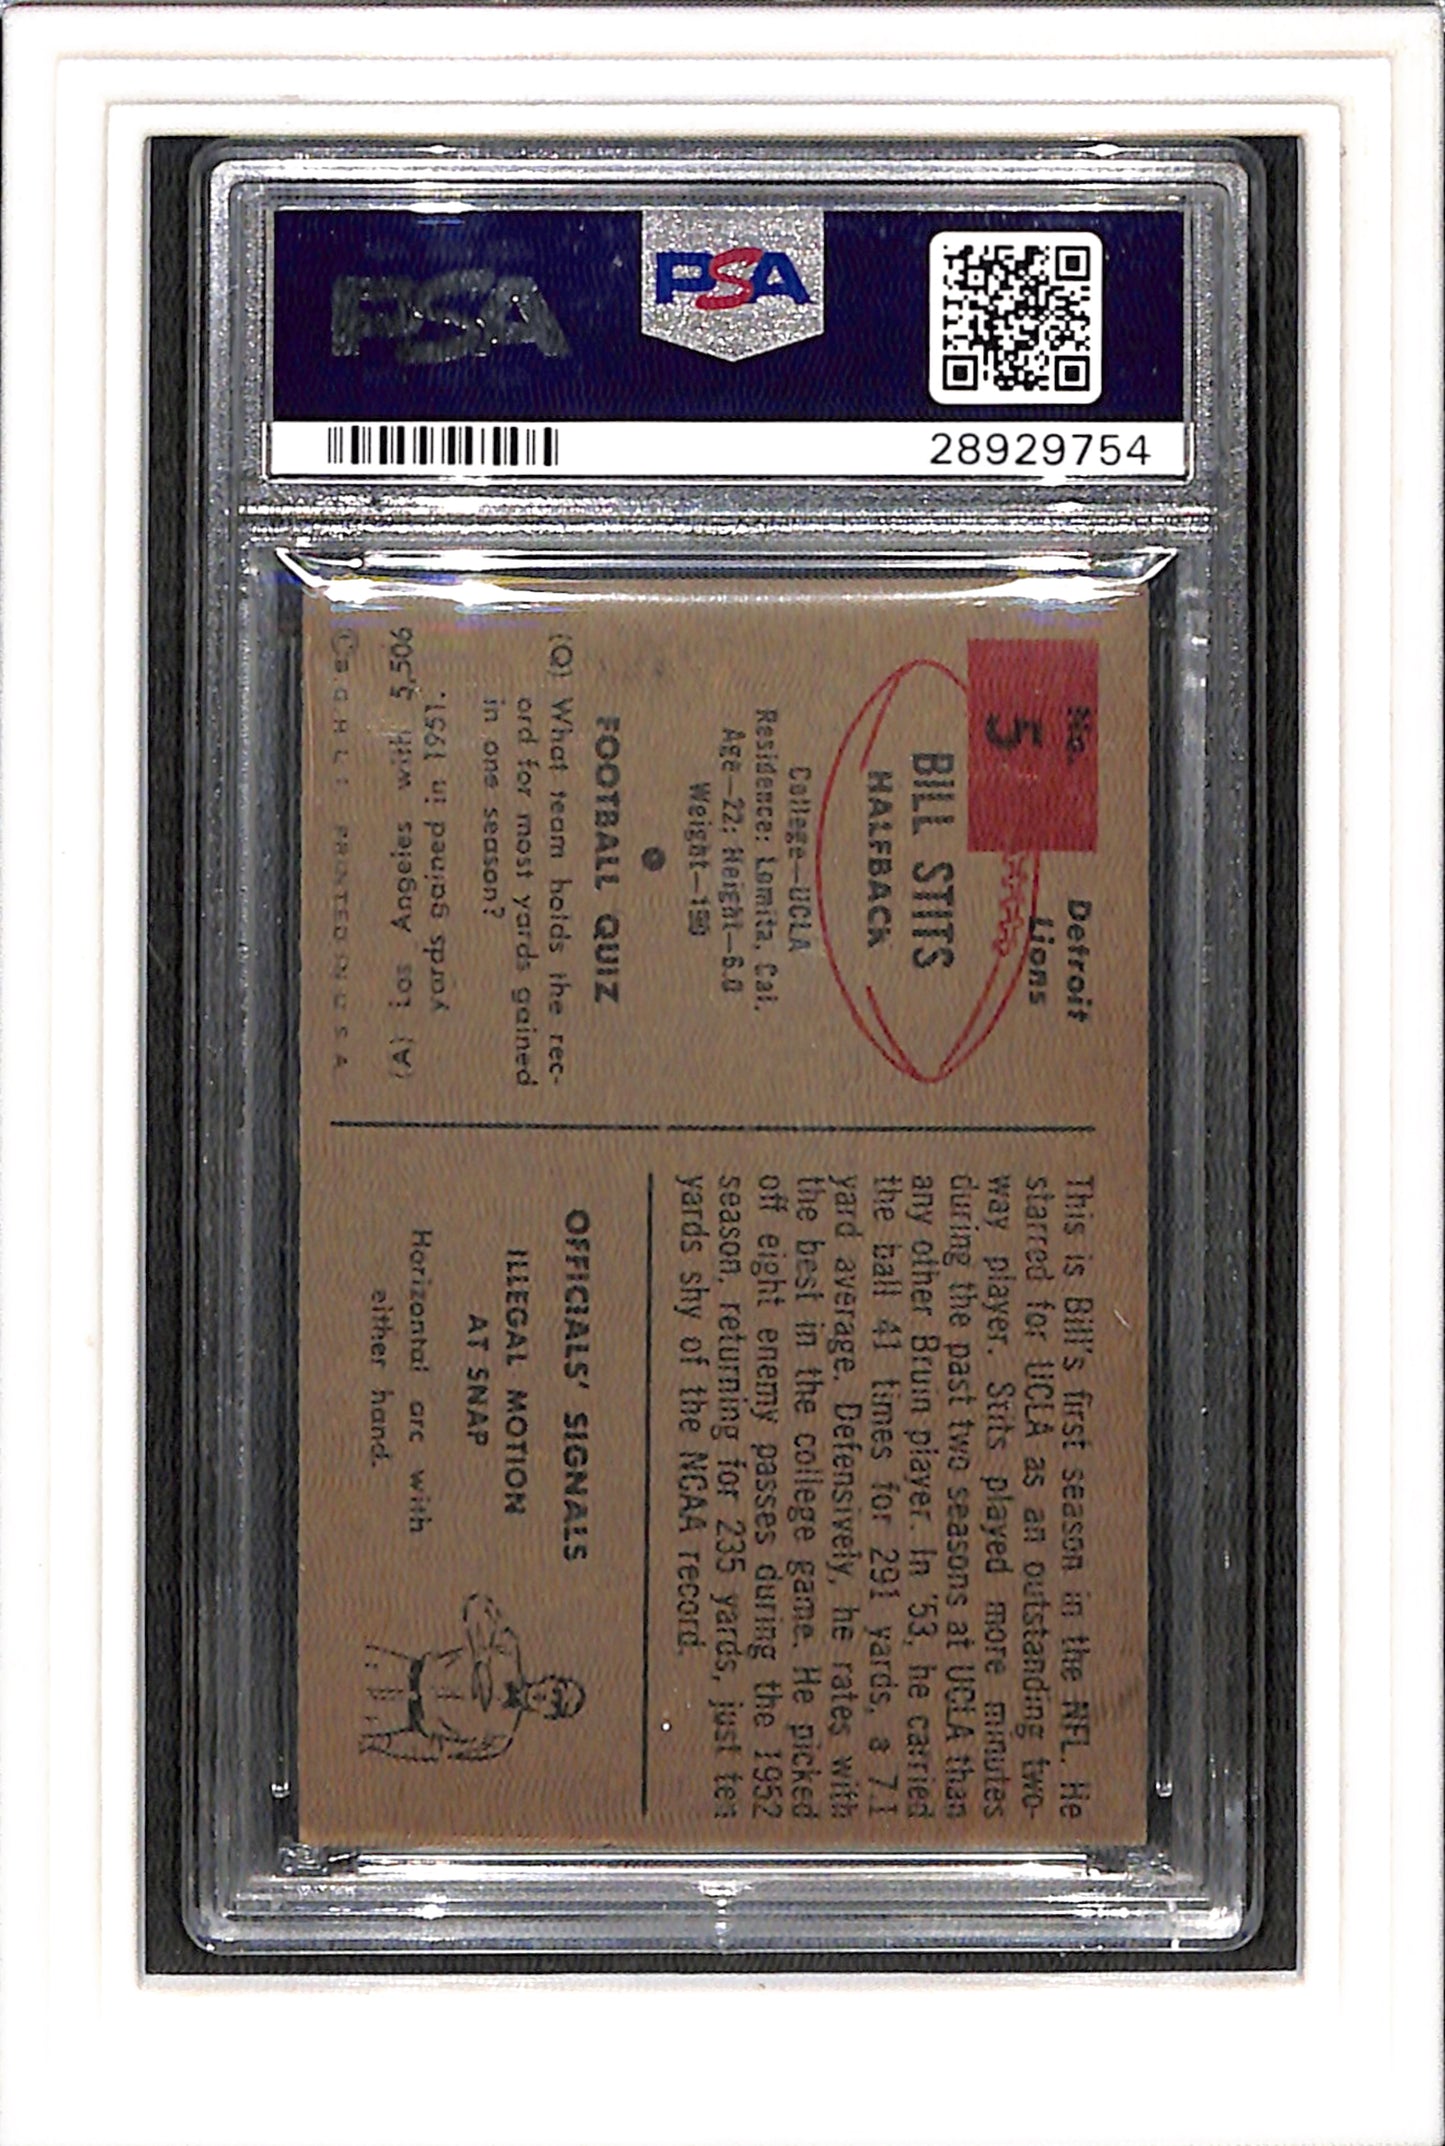 PSA
PSA
28929754
No.
5
Detroit
Lions
BILL STITS
HALFBACK
College—UCLA
Residence: Lomita, Cal.
Age—22; Height—6.0
FOOTBALL QUIZ
(Q) What team holds the rec-
ord for most yards gained
in one season?
(A) Los Angeles with 5,506
yards gained in 1951.
© B.G.H.L.I. PRINTED IN U.S.A.
This is Bill's first season in the NFL. He
starred for UCLA as an outstanding two-
way player. Stits played more minutes
during the past two seasons at UCLA than
any other Bruin player. In '53, he carried
the ball 41 times for 291 yards, a 7.1
yard average. Defensively, he rates with
the best in the college game. He picked
off eight enemy passes during the 1952
season, returning for 235 yards, just ten
yards shy of the NCAA record.
OFFICIALS' SIGNALS
ILLEGAL MOTION
AT SNAP
Horizontal arc with
either hand.